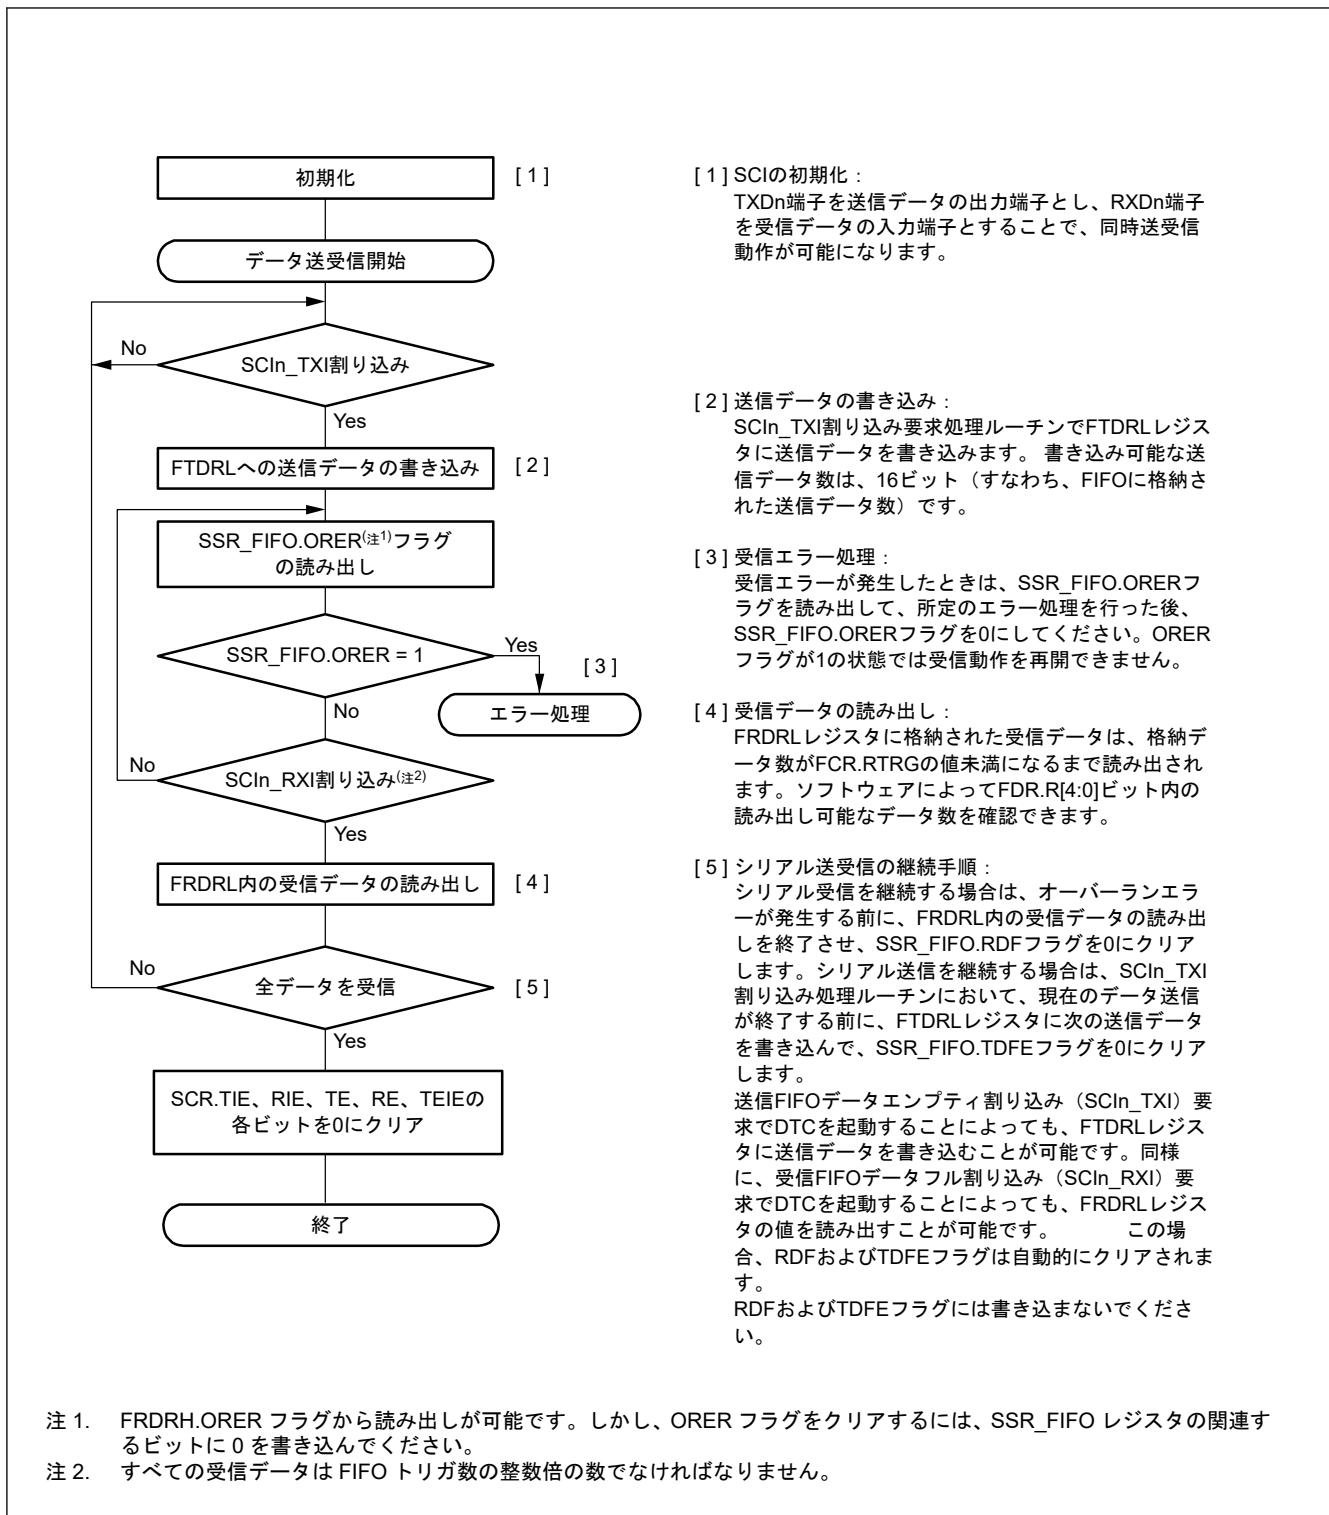 初期化
[ 1 ]
データ送受信開始
No
SCIn_TXI割り込み
Yes
FTDRLへの送信データの書き込み
[ 2 ]
SSR_FIFO.ORER(注1)フラグ
の読み出し
SSR_FIFO.ORER = 1
Yes
[ 3 ]
エラー処理
No
No
SCIn_RXI割り込み(注2)
Yes
FRDRL内の受信データの読み出し
[ 4 ]
No
全データを受信
[ 5 ]
Yes
SCR.TIE、RIE、TE、RE、TEIEの
各ビットを0にクリア
終了
[ 1 ] SCIの初期化：
TXDn端子を送信データの出力端子とし、RXDn端子
を受信データの入力端子とすることで、同時送受信
動作が可能になります。
[ 2 ] 送信データの書き込み：
SCIn_TXI割り込み要求処理ルーチンでFTDRLレジス
タに送信データを書き込みます。 書き込み可能な送
信データ数は、16ビット（すなわち、FIFOに格納さ
れた送信データ数）です。
[ 3 ] 受信エラー処理：
受信エラーが発生したときは、SSR_FIFO.ORERフ
ラグを読み出して、所定のエラー処理を行った後、
SSR_FIFO.ORERフラグを0にしてください。ORER
フラグが1の状態では受信動作を再開できません。
[ 4 ] 受信データの読み出し：
FRDRLレジスタに格納された受信データは、格納デ
ータ数がFCR.RTRGの値未満になるまで読み出され
ます。ソフトウェアによってFDR.R[4:0]ビット内の
読み出し可能なデータ数を確認できます。
[ 5 ] シリアル送受信の継続手順：
シリアル受信を継続する場合は、オーバーランエラ
ーが発生する前に、FRDRL内の受信データの読み出
しを終了させ、SSR_FIFO.RDFフラグを0にクリア
します。シリアル送信を継続する場合は、SCIn_TXI
割り込み処理ルーチンにおいて、現在のデータ送信
が終了する前に、FTDRLレジスタに次の送信データ
を書き込んで、SSR_FIFO.TDFEフラグを0にクリア
します。
送信FIFOデータエンプティ割り込み（SCIn_TXI）要
求でDTCを起動することによっても、FTDRLレジス
タに送信データを書き込むことが可能です。同様
に、受信FIFOデータフル割り込み（SCIn_RXI）要
求でDTCを起動することによっても、FRDRLレジス
タの値を読み出すことが可能です。 この場
合、RDFおよびTDFEフラグは自動的にクリアされま
す。
RDFおよびTDFEフラグには書き込まないでくださ
い。
注 1. FRDRH.ORER フラグから読み出しが可能です。しかし、ORER フラグをクリアするには、SSR_FIFO レジスタの関連す
るビットに 0 を書き込んでください。
注 2. すべての受信データは FIFO トリガ数の整数倍の数でなければなりません。